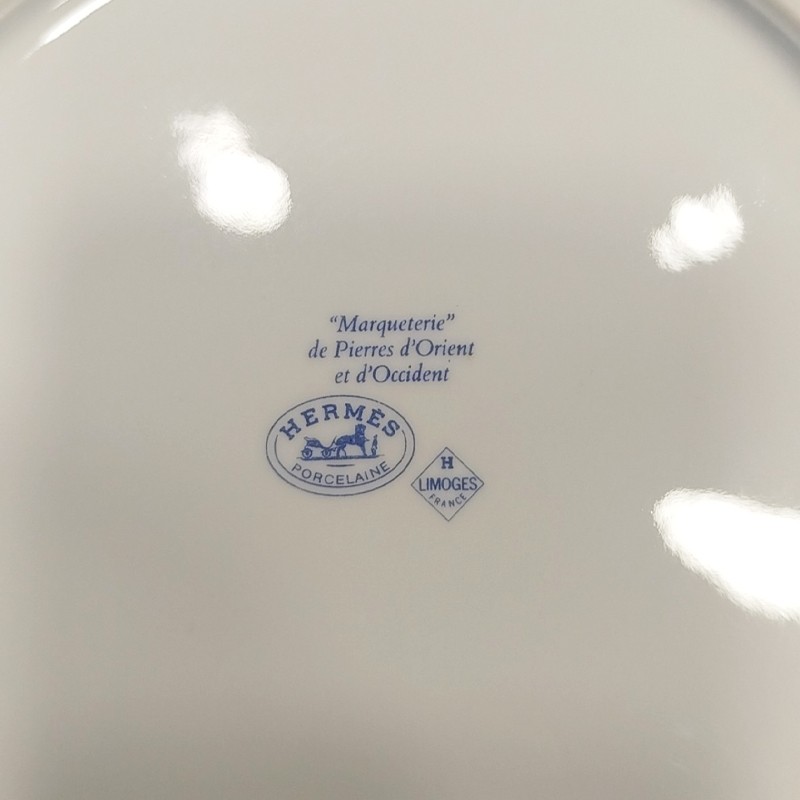 “Marqueterie”
de Pierres d'Orient
et d'Occident
HERMÈS
PORCELAINE
H
LIMOGES
FRANCE